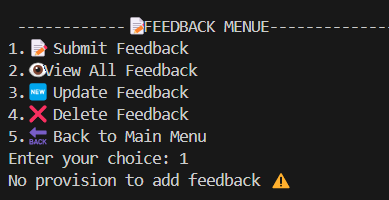 ------------📝FEEDBACK MENUE-------------
1.📝 Submit Feedback
2.👁View All Feedback
3.🆕 Update Feedback
4.❌ Delete Feedback
5.🔙 Back to Main Menu
Enter your choice: 1
No provision to add feedback ⚠️